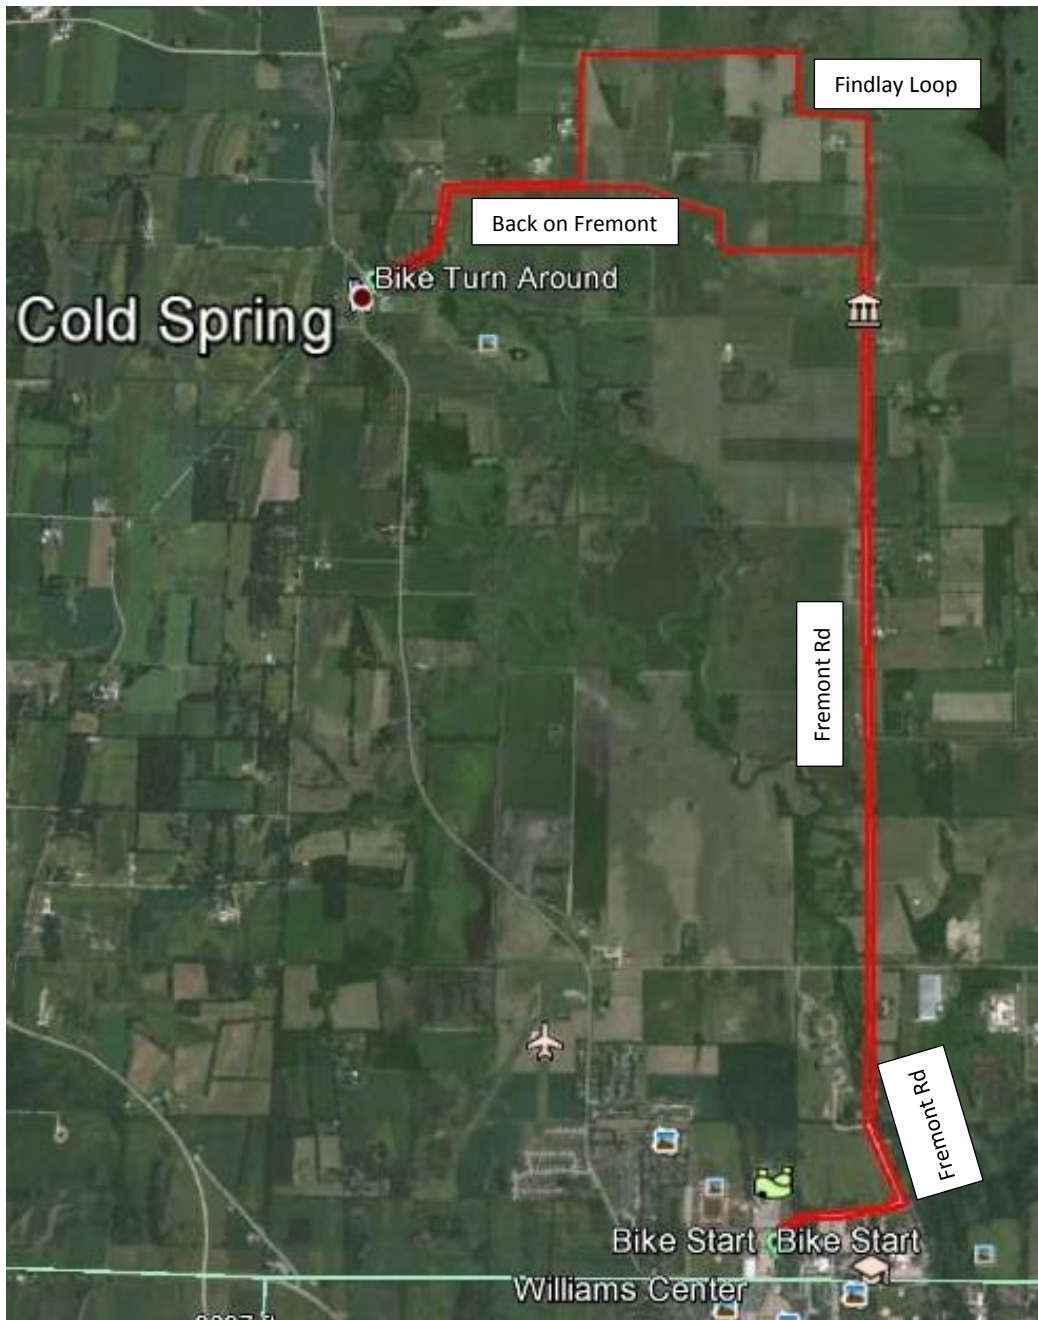 Findlay Loop
Back on Fremont
Bike Turn Around
Cold Spring
Fremont Rd
Fremont Rd
Bike Start Bike Start
Williams Center